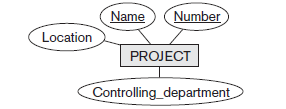 Name
Number
Location
PROJECT
Controlling_department